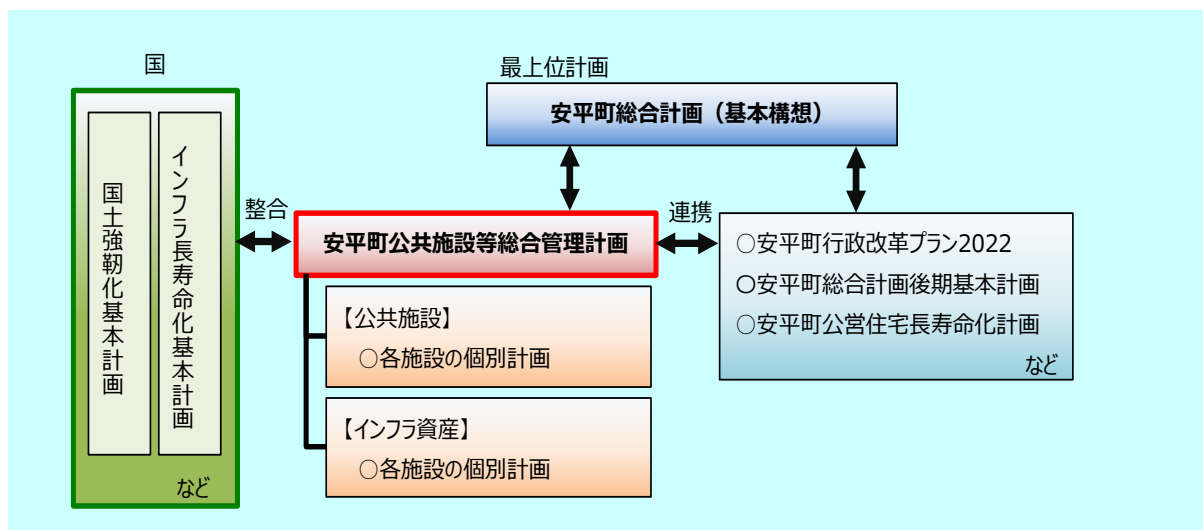 国
国土強靭化基本計画
インフラ長寿命化基本計画
など
整合
最上位計画
安平町総合計画（基本構想）
安平町公共施設等総合管理計画
連携
【公共施設】
○各施設の個別計画
【インフラ資産】
○各施設の個別計画
○安平町行政改革プラン2022
○安平町総合計画後期基本計画
○安平町公営住宅長寿命化計画
など